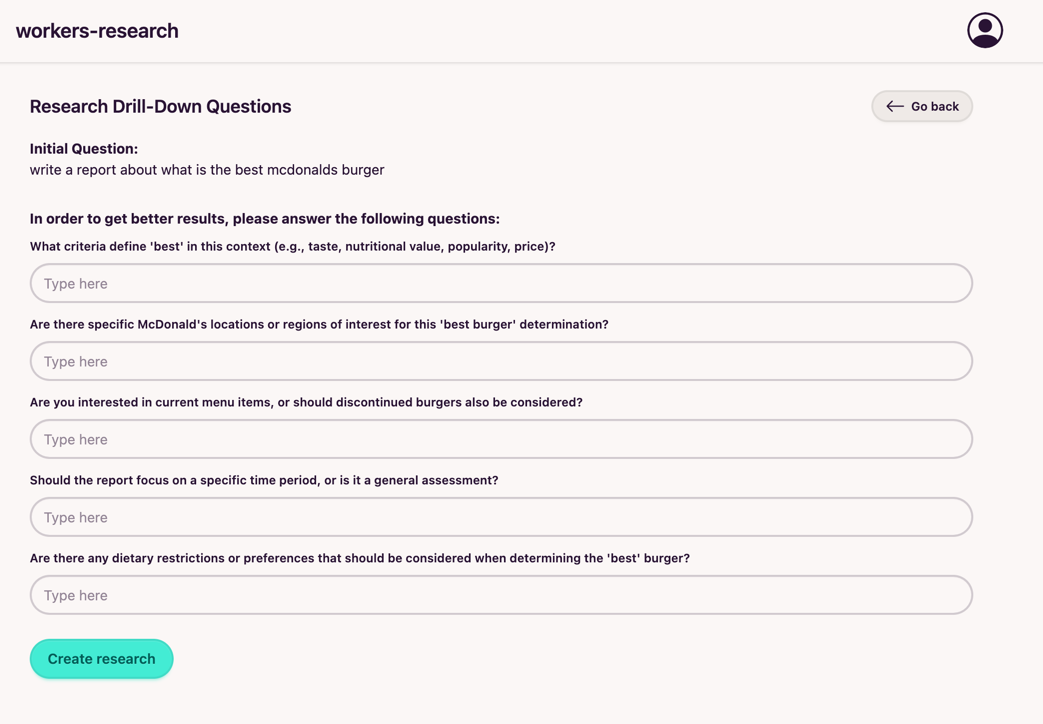 workers-research
Research Drill-Down Questions
Go back
Initial Question:
write a report about what is the best mcdonalds burger
In order to get better results, please answer the following questions:
What criteria define 'best' in this context (e.g., taste, nutritional value, popularity, price)?
Type here
Are there specific McDonald's locations or regions of interest for this 'best burger' determination?
Type here
Are you interested in current menu items, or should discontinued burgers also be considered?
Type here
Should the report focus on a specific time period, or is it a general assessment?
Type here
Are there any dietary restrictions or preferences that should be considered when determining the 'best' burger?
Type here
Create research